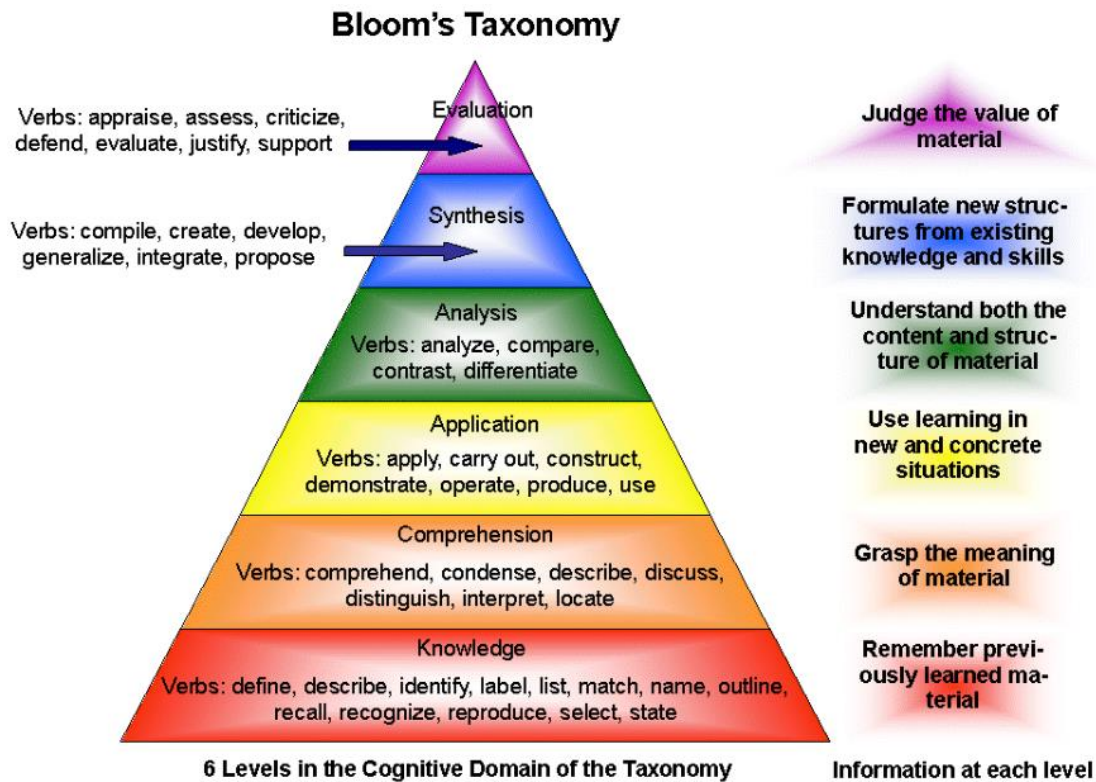 Bloom's Taxonomy
Evaluation
Verbs: appraise, assess, criticize,
defend, evaluate, justify, support
Judge the value of
material
Synthesis
Verbs: compile, create, develop,
generalize, integrate, propose
Formulate new struc-
tures from existing
knowledge and skills
Analysis
Verbs: analyze, compare,
contrast, differentiate
Understand both the
content and struc-
ture of material
Application
Verbs: apply, carry out, construct,
demonstrate, operate, produce, use
Use learning in
new and concrete
situations
Comprehension
Verbs: comprehend, condense, describe, discuss,
distinguish, interpret, locate
Grasp the meaning
of material
Knowledge
Verbs: define, describe, identify, label, list, match, name, outline,
recall, recognize, reproduce, select, state
Remember previ-
ously learned ma-
terial
6 Levels in the Cognitive Domain of the Taxonomy
Information at each level